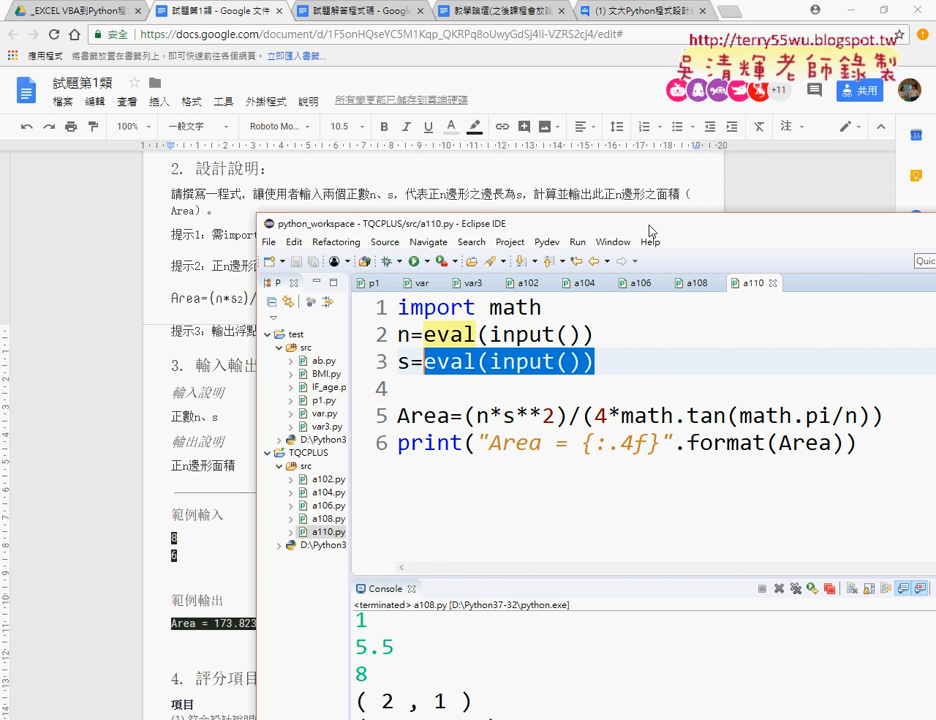 _EXCEL VBA到Python程
試題第1類 - Google 文件
試題解答程式碼 - Google
教學論壇(之後課程會放論
(1) 文大Python程式設計
安全
https://docs.google.com/document/d/1F5onHQseYC5M1Kqp_QKRPq8oUwyGdSJ4Ii-VZRS2cj4/edit#
http://terry55wu.blogspot.tw
吳清輝老師錄製
應用程式
將書籤放置在書籤列上，即可快速前往各個網頁。
立即匯入書籤...
試題第1類
檔案 編輯 查看 插入 格式 工具 外掛程式 說明
所有變更都已儲存到雲端硬碟
+11
共用
100%
一般文字
Roboto Mo...
10.5
B I U A
注
2. 設計說明:
請撰寫一程式，讓使用者輸入兩個正數n、s，代表正n邊形之邊長為s，計算並輸出此正n邊形之面積（
Area）。
提示1：需impor
提示2：正n邊形
Area=(n*s2)/
提示3：輸出浮點
3. 輸入輸出
輸入說明
正數n、s
輸出說明
正n邊形面積
範例輸入
8
6
範例輸出
Area = 173.823
4. 評分項目
項目
python_workspace - TQCPLUS/src/a110.py - Eclipse IDE
File Edit Refactoring Source Navigate Search Project Pydev Run Window Help
Quic
P
test
src
ab.py
BMI.py
IF_age.p
p1.py
var.py
var3.py
D:\Python3
TQCPLUS
src
a102.py
a104.py
a106.py
a108.py
a110.py
D:\Python3
p1 var var3 a102 a104 a106 a108 a110
1 import math
2 n=eval(input())
3 s=eval(input())
4
5 Area=(n*s**2)/(4*math.tan(math.pi/n))
6 print("Area = {:.4f}".format(Area))
Console
<terminated> a108.py [D:\Python37-32\python.exe]
1
5.5
8
( 2 , 1 )